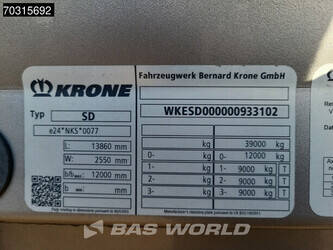 70315692
KRONE
Fahrzeugwerk Bernard Krone GmbH
Typ SD
e24*NKS*0077
WKESD000000933102
L: 13860 mm
W: 2550 mm
12000 mm
b: mm
kg 39000 kg
0- kg 12000 kg
1- kg 1- 9000 kg T
2- kg 2- 9000 kg T
3- kg 3- 9000 kg T
BAS WORLD